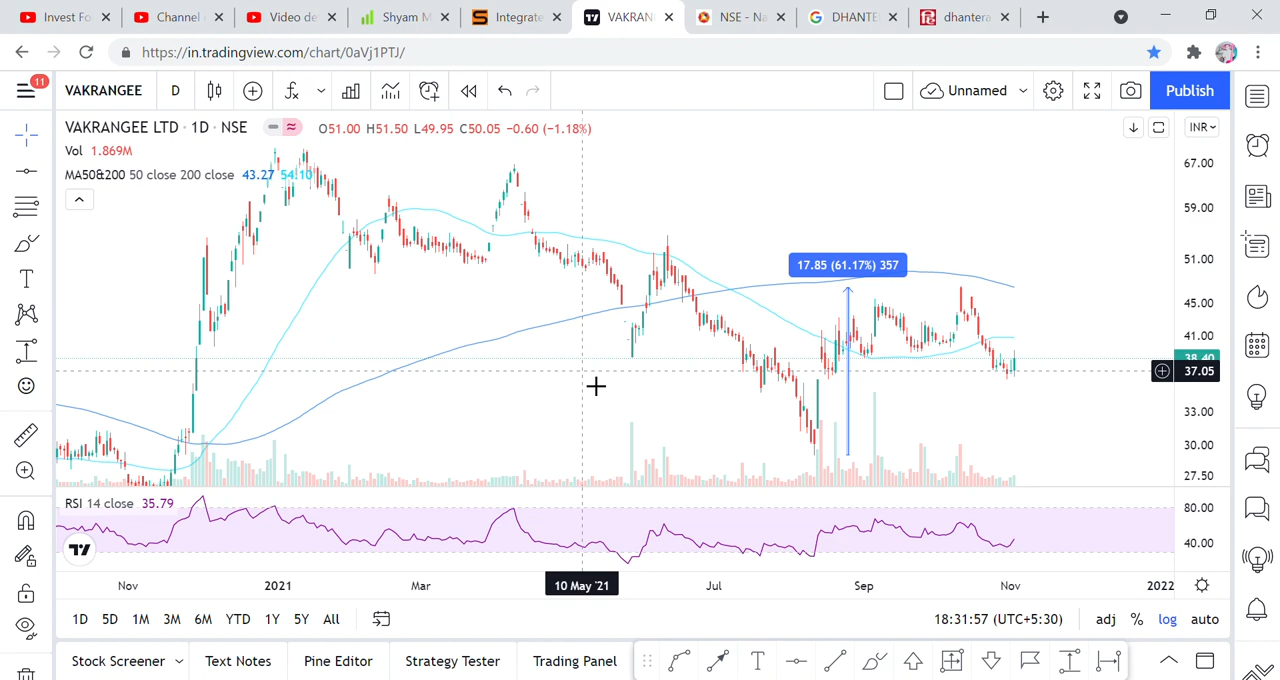 Invest Fo
Channel
Video de
Shyam M
Integrate
VAKRAN
NSE - Na
DHANTE
dhantera
https://in.tradingview.com/chart/0aVj1PTJ/
11
VAKRANGEE
D
Unnamed
Publish
VAKRANGEE LTD · 1D · NSE
O51.00 H51.50 L49.95 C50.05 -0.60 (-1.18%)
INR
Vol 1.869M
MA50&200 50 close 200 close 43.27 54.10
67.00
59.00
51.00
17.85 (61.17%) 357
45.00
41.00
38.40
37.05
33.00
30.00
27.50
RSI 14 close 35.79
80.00
40.00
Nov
2021
Mar
10 May '21
Jul
Sep
Nov
2022
1D 5D 1M 3M 6M YTD 1Y 5Y All
18:31:57 (UTC+5:30)
adj % log auto
Stock Screener
Text Notes
Pine Editor
Strategy Tester
Trading Panel